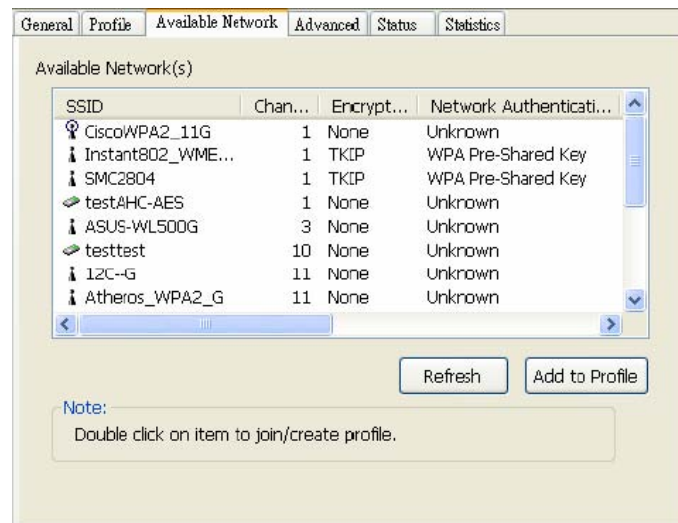 General Profile Available Network Advanced Status Statistics
Available Network(s)
SSID Chan... Encrypt... Network Authenticati...
CiscoWPA2_11G 1 None Unknown
Instant802_WME... 1 TKIP WPA Pre-Shared Key
SMC2804 1 TKIP WPA Pre-Shared Key
testAHC-AES 1 None Unknown
ASUS-WL500G 3 None Unknown
testtest 10 None Unknown
12C--G 11 None Unknown
Atheros_WPA2_G 11 None Unknown
Refresh Add to Profile
Note:
Double click on item to join/create profile.